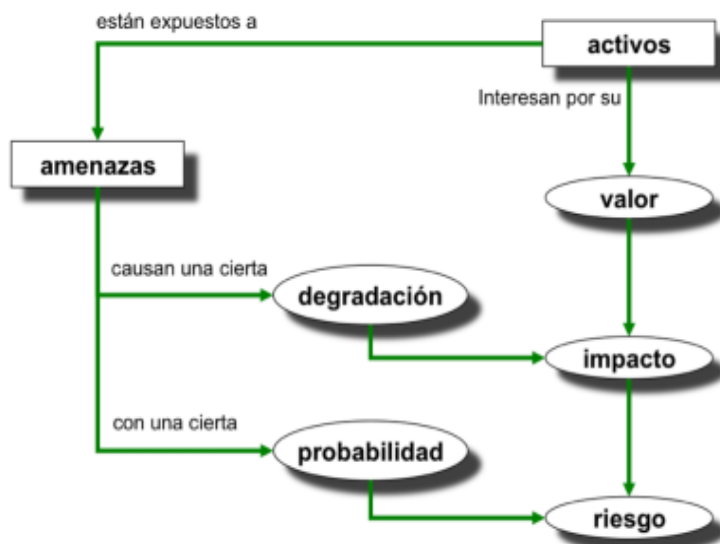 están expuestos a
activos
Interesan por su
amenazas
valor
causan una cierta
degradación
impacto
con una cierta
probabilidad
riesgo